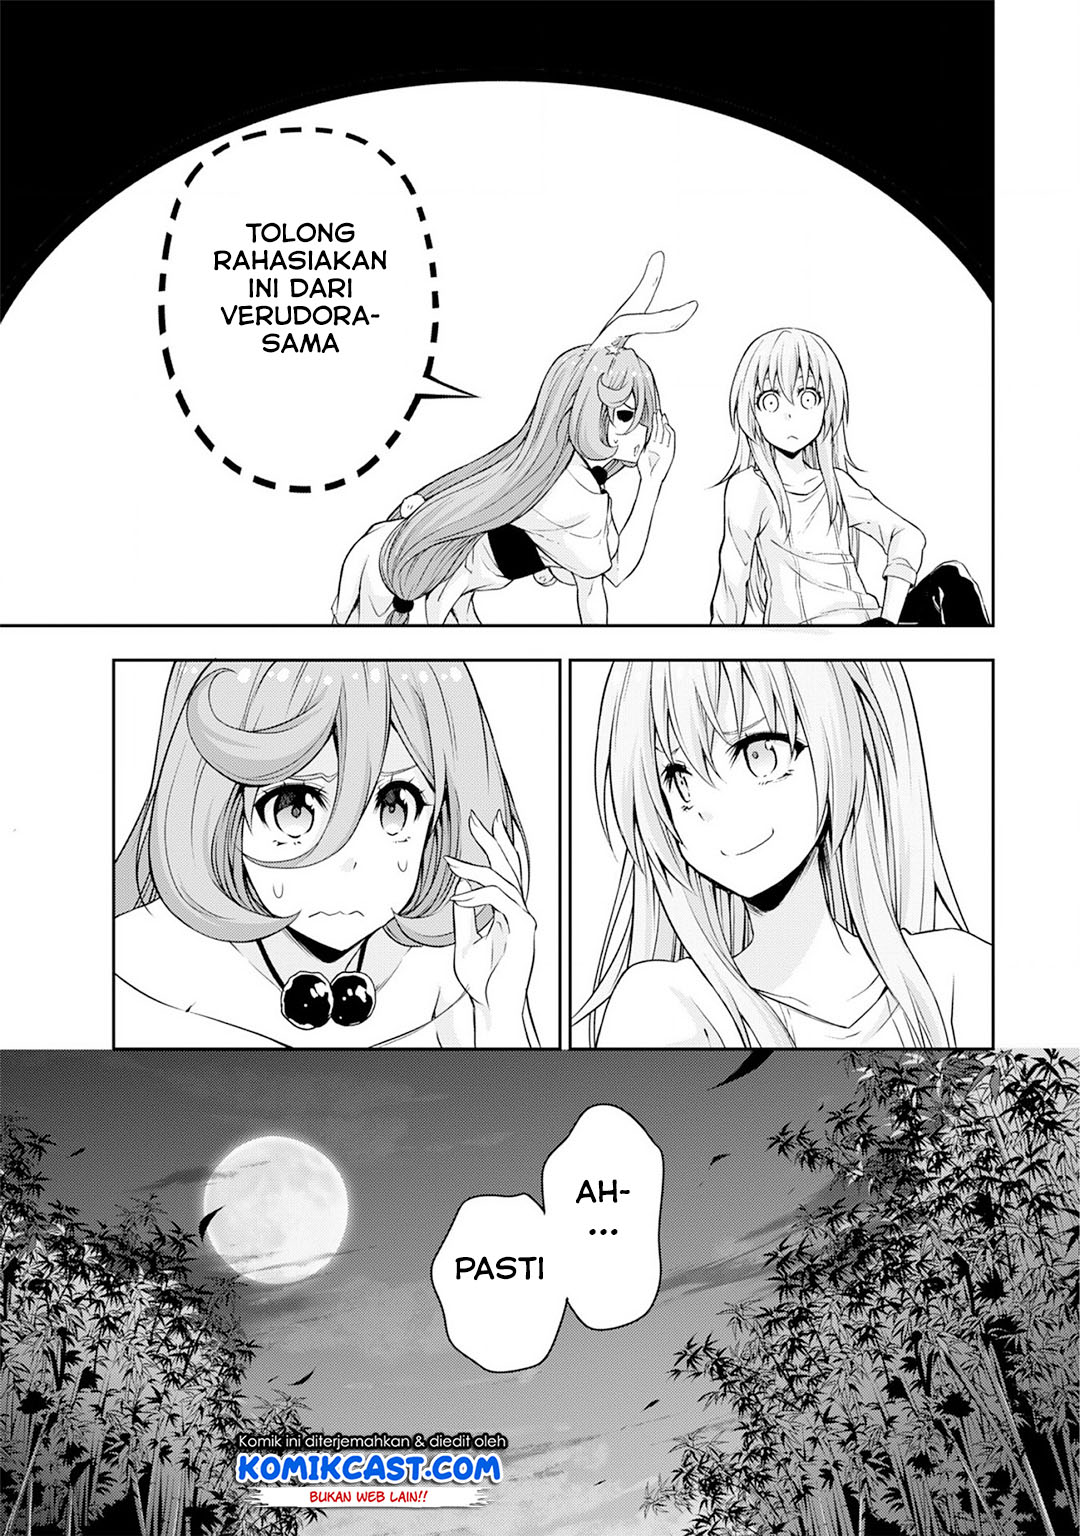 TOLONG
RAHASIAKAN
INI DARI
VERUDORA-
SAMA
AH-
...
PASTI
Komik ini diterjemahkan & diedit oleh
KOMIKCAST.COM
BUKAN WEB LAIN!!